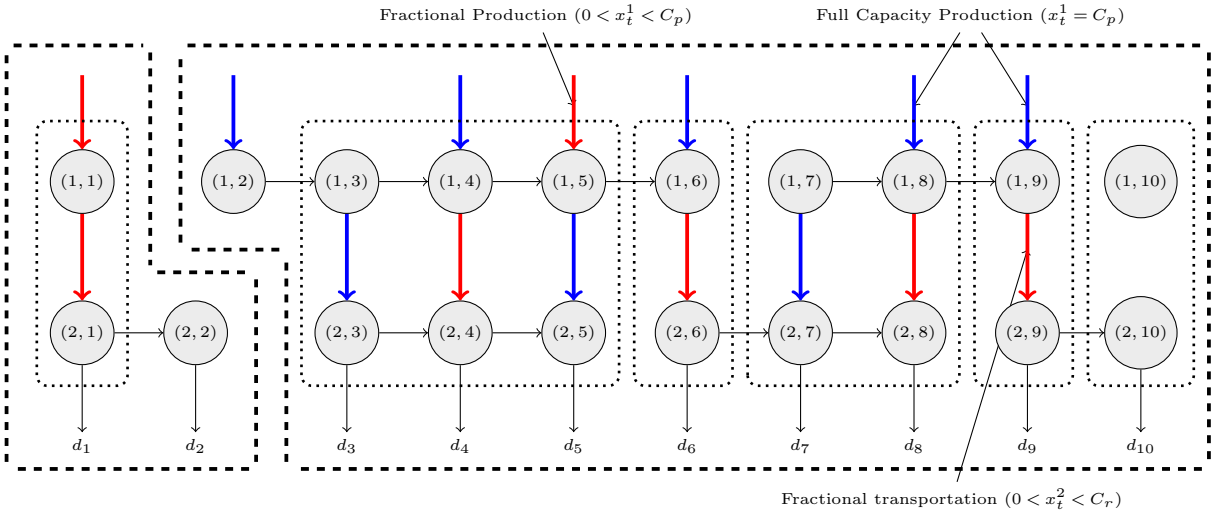 Fractional Production (0 < x_t^1 < C_p) Full Capacity Production (x_t^1 = C_p)
(1, 1) (1, 2) (1, 3) (1, 4) (1, 5) (1, 6) (1, 7) (1, 8) (1, 9) (1, 10)
(2, 1) (2, 2) (2, 3) (2, 4) (2, 5) (2, 6) (2, 7) (2, 8) (2, 9) (2, 10)
d_1 d_2 d_3 d_4 d_5 d_6 d_7 d_8 d_9 d_10
Fractional transportation (0 < x_t^2 < C_r)